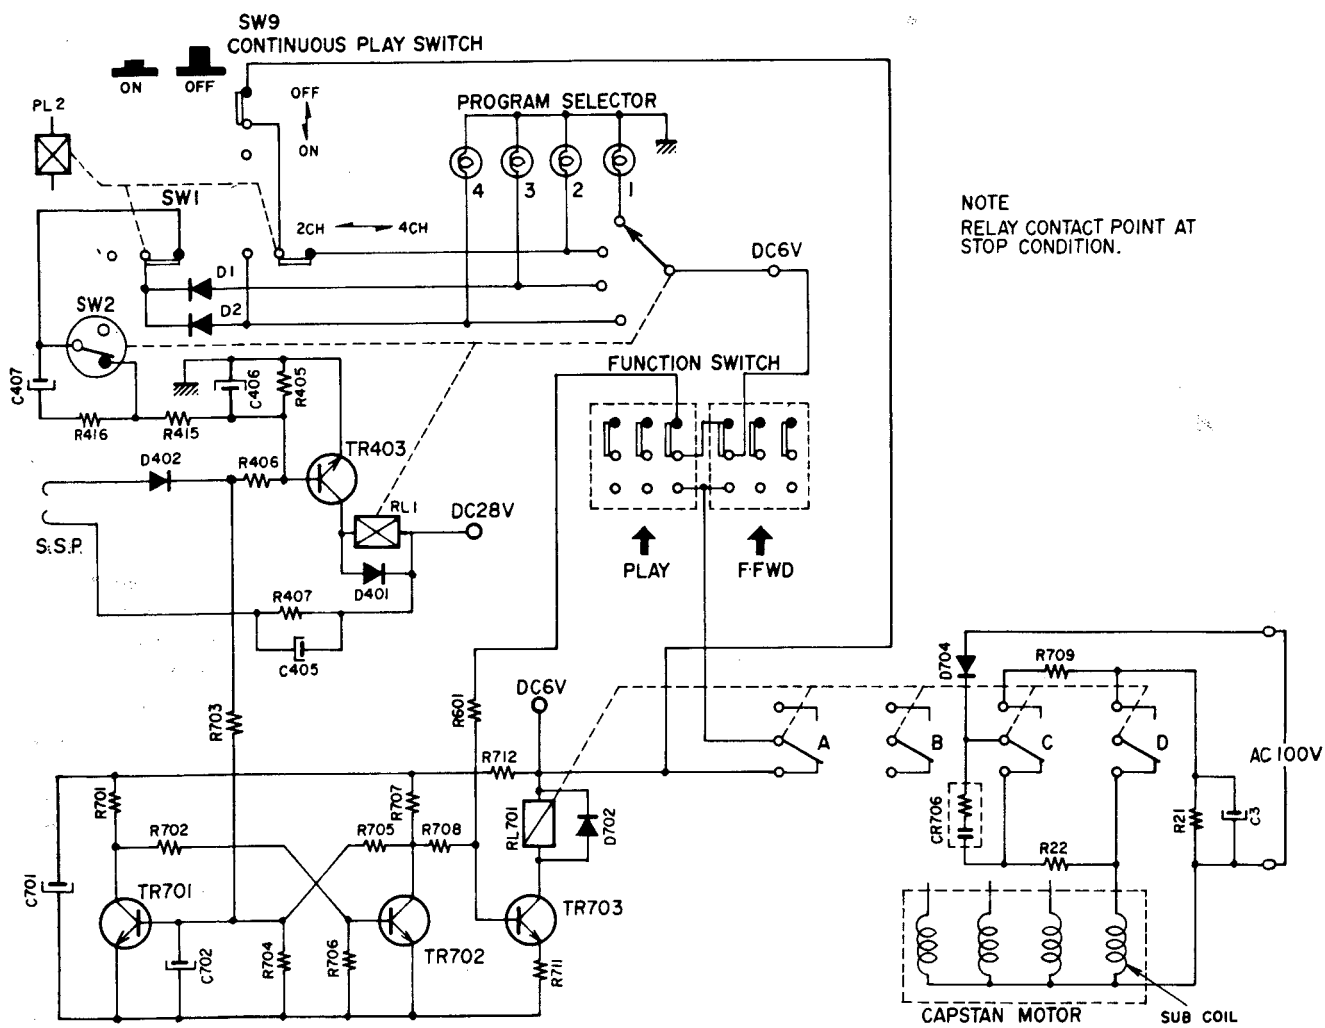 SW9
CONTINUOUS PLAY SWITCH
ON
OFF
PL2
OFF
ON
PROGRAM SELECTOR
4
3
2
1
SW1
2CH
4CH
DC6V
NOTE
RELAY CONTACT POINT AT
STOP CONDITION.
D1
D2
SW2
FUNCTION SWITCH
C407
C406
R405
R416
R415
TR403
D402
R406
RL1
DC28V
S.S.P.
D401
PLAY
F·FWD
R407
C405
D704
R709
DC6V
R703
R601
R712
A
B
C
D
AC100V
R701
R707
RL701
D702
R702
R705
R708
CR706
R21
C3
R22
C701
TR701
TR703
C702
R704
R706
TR702
R711
CAPSTAN MOTOR
SUB COIL